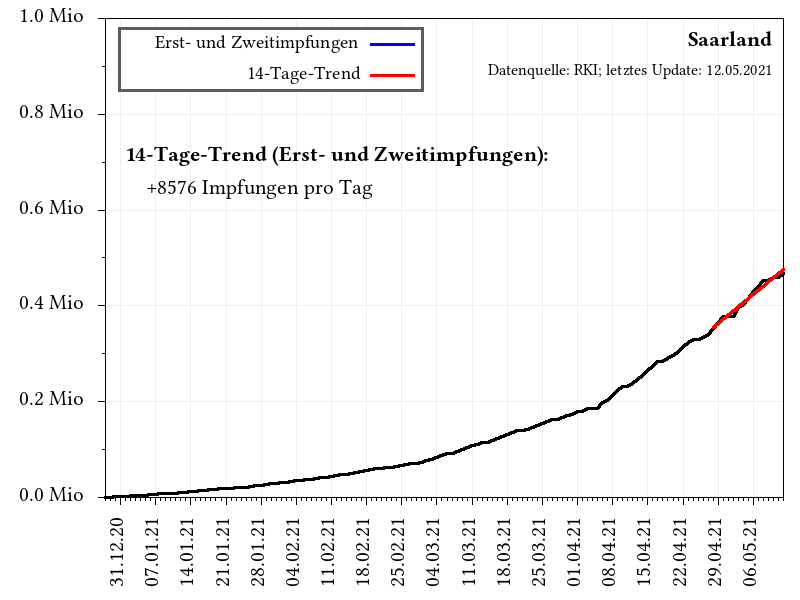 1.0 Mio
0.8 Mio
0.6 Mio
0.4 Mio
0.2 Mio
0.0 Mio
Erst- und Zweitimpfungen
14-Tage-Trend
Saarland
Datenquelle: RKI; letztes Update: 12.05.2021
14-Tage-Trend (Erst- und Zweitimpfungen):
+8576 Impfungen pro Tag
31.12.20
07.01.21
14.01.21
21.01.21
28.01.21
04.02.21
11.02.21
18.02.21
25.02.21
04.03.21
11.03.21
18.03.21
25.03.21
01.04.21
08.04.21
15.04.21
22.04.21
29.04.21
06.05.21